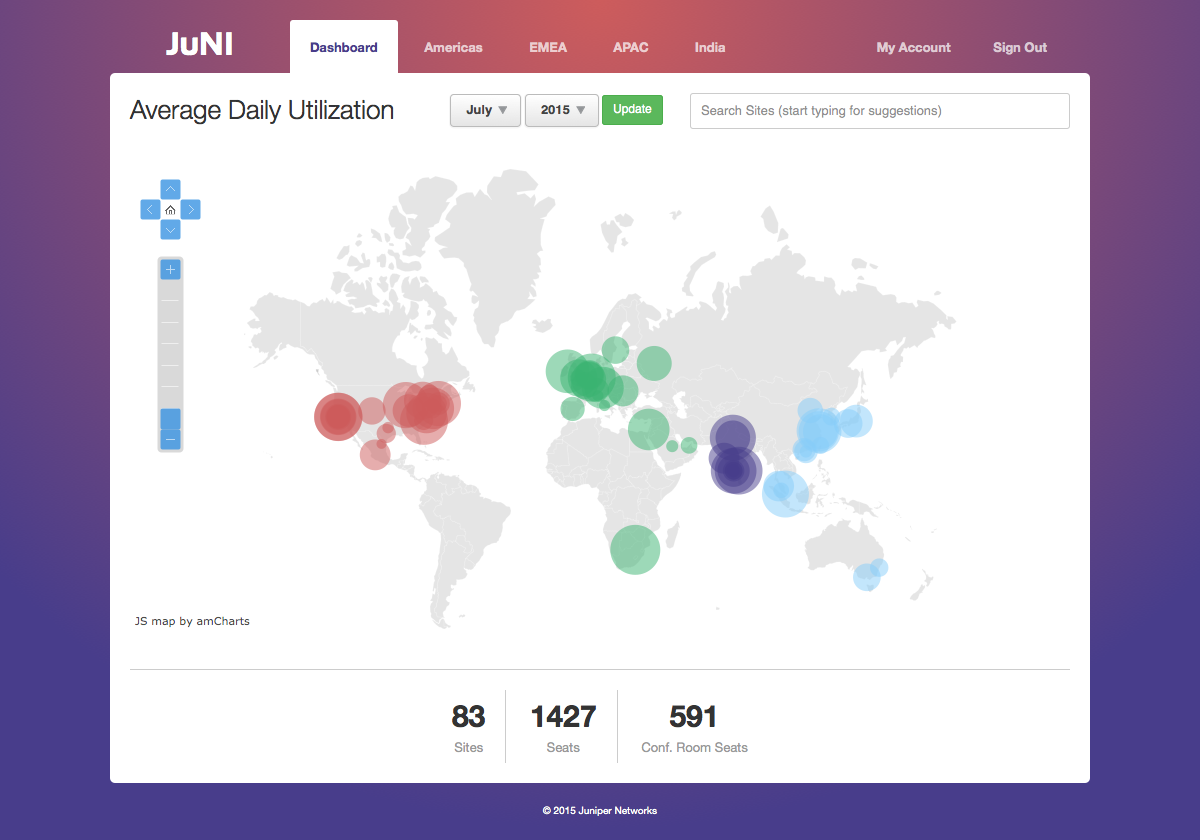 JuNI
Dashboard
Americas
EMEA
APAC
India
My Account
Sign Out
Average Daily Utilization
July
2015
Update
Search Sites (start typing for suggestions)
JS map by amCharts
83
Sites
1427
Seats
591
Conf. Room Seats
© 2015 Juniper Networks